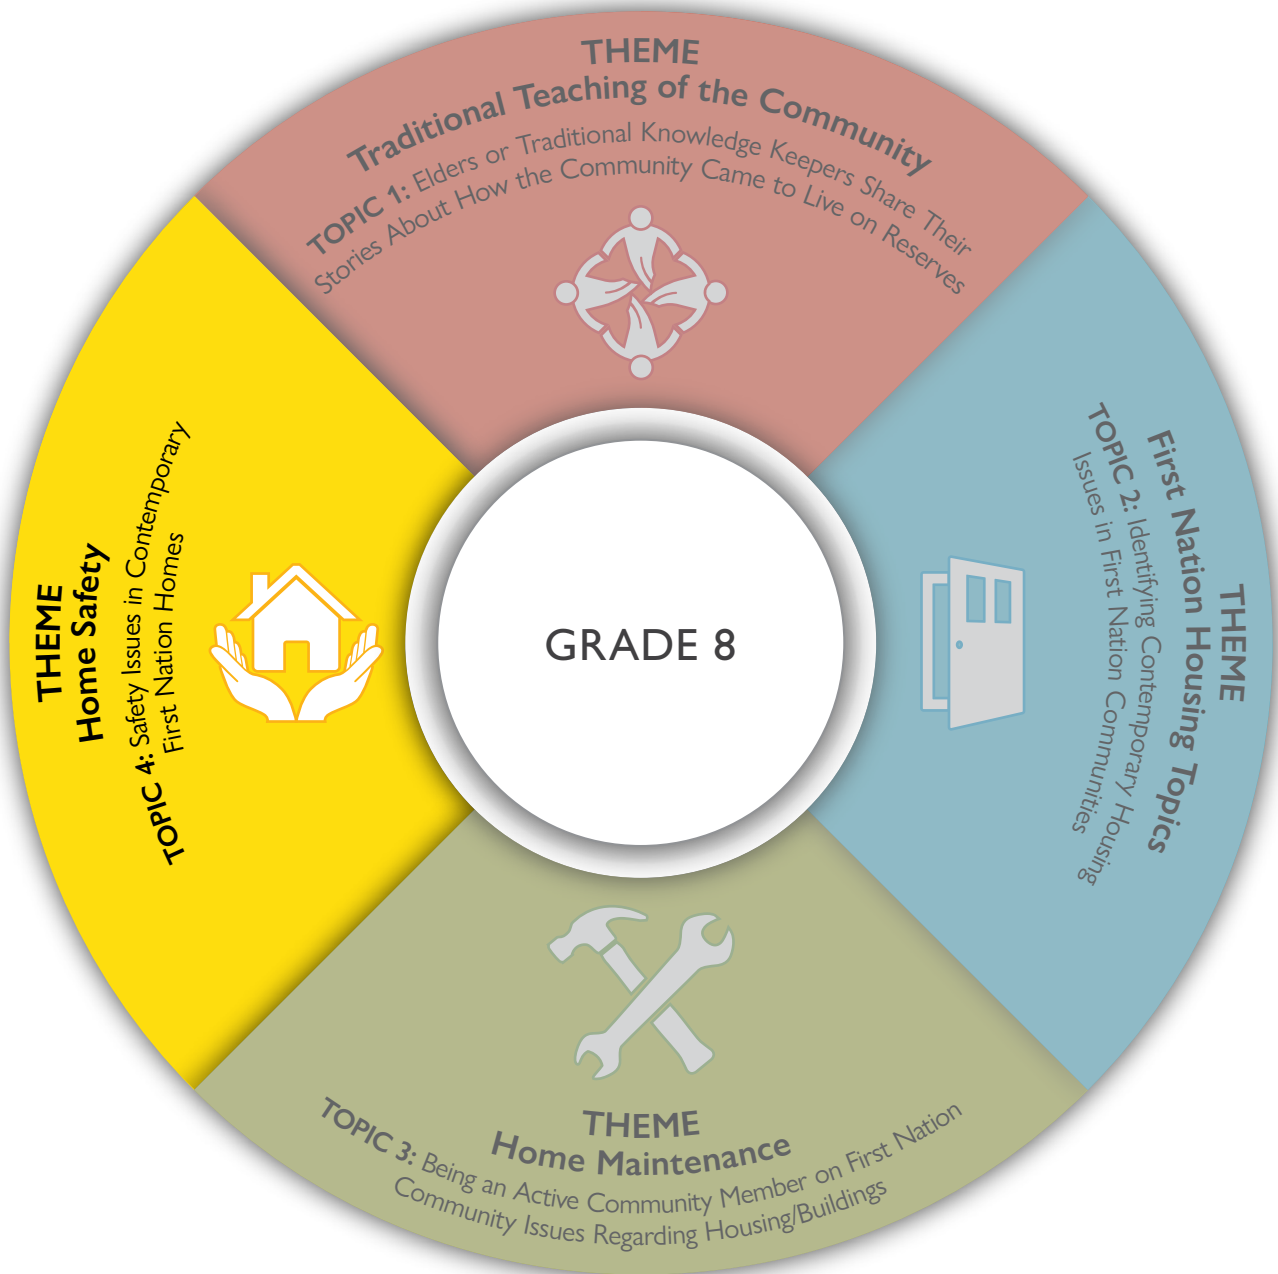 THEME
Traditional Teaching of the Community
TOPIC 1: Elders or Traditional Knowledge Keepers Share Their
Stories About How the Community Came to Live on Reserves
THEME
First Nation Housing Topics
TOPIC 2: Identifying Contemporary Housing
Issues in First Nation Communities
THEME
Home Maintenance
TOPIC 3: Being an Active Community Member on First Nation
Community Issues Regarding Housing/Buildings
THEME
Home Safety
TOPIC 4: Safety Issues in Contemporary
First Nation Homes
GRADE 8